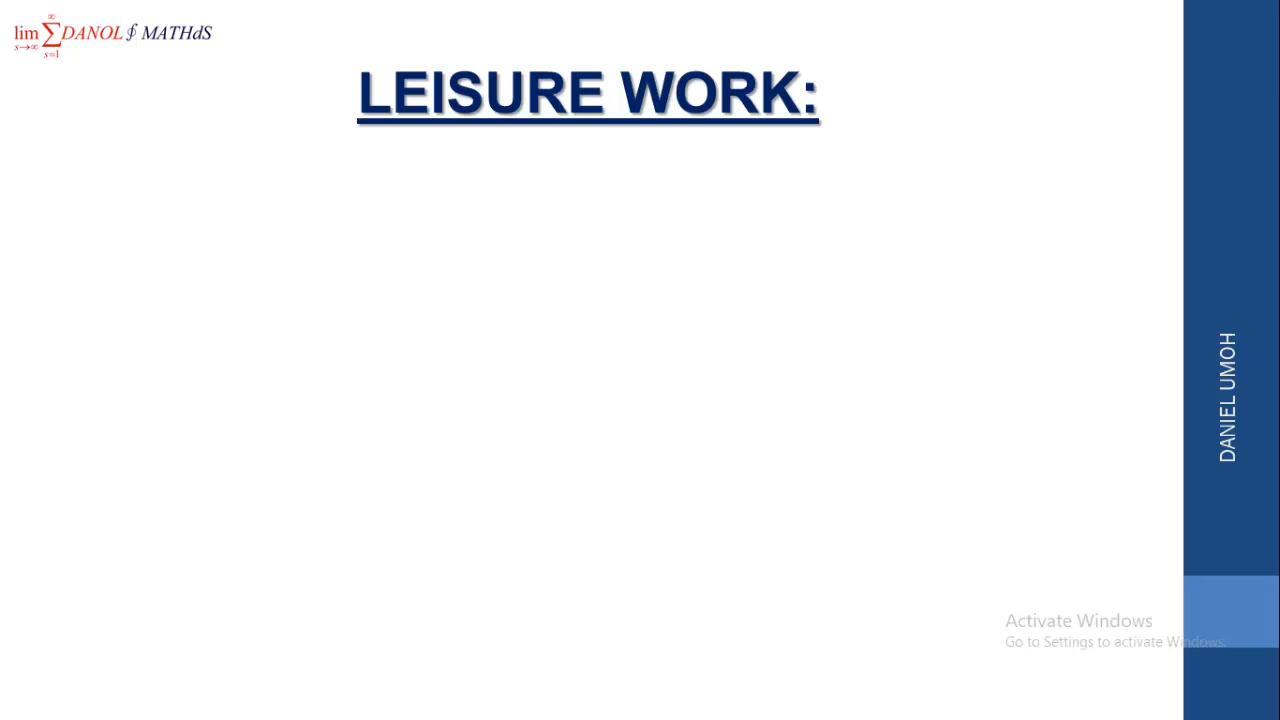 lim s→∞ ∞ ∑ s=1 DANOL ∮ MATHdS
LEISURE WORK:
DANIEL UMOH
Activate Windows
Go to Settings to activate Windows.